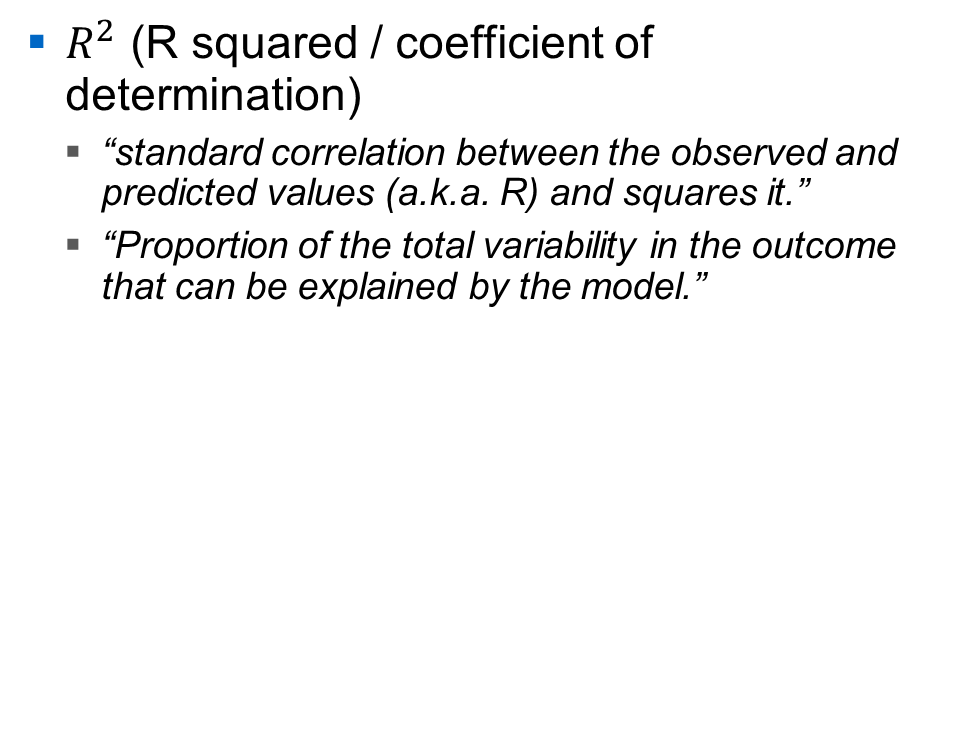 ▪ 𝑅² (R squared / coefficient of
determination)
▪ “standard correlation between the observed and
predicted values (a.k.a. R) and squares it.”
▪ “Proportion of the total variability in the outcome
that can be explained by the model.”